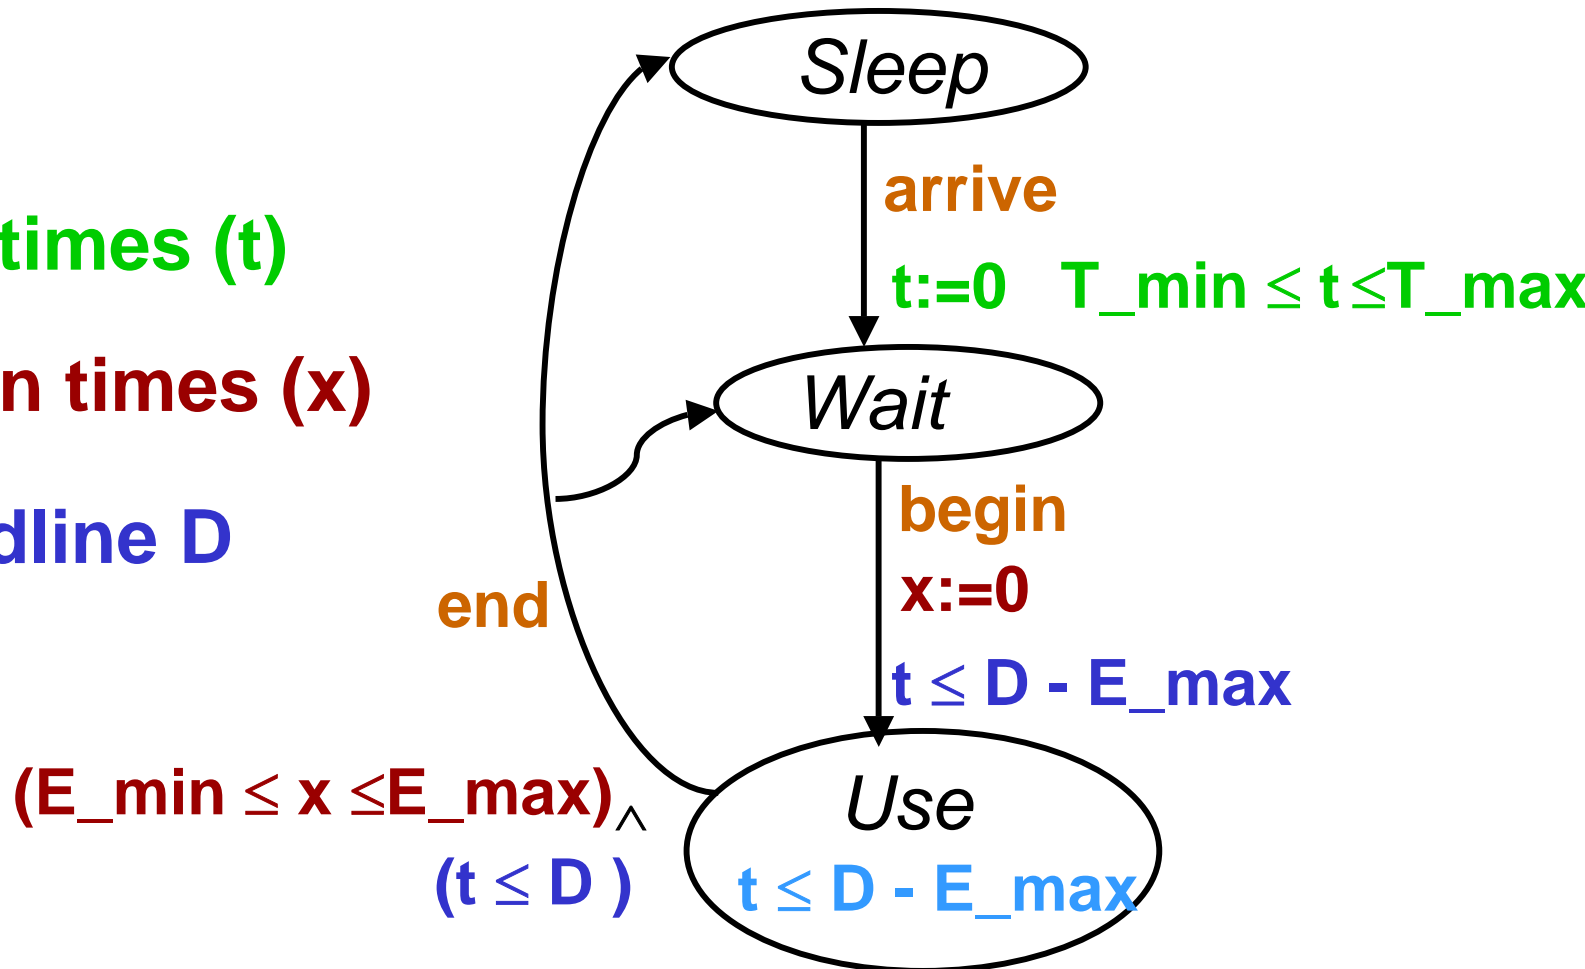 Sleep
arrive
times (t)
t:=0 T_min ≤ t ≤T_max
n times (x)
Wait
begin
dline D
x:=0
end
t ≤ D - E_max
(E_min ≤ x ≤E_max)^
Use
(t ≤ D )
t ≤ D - E_max